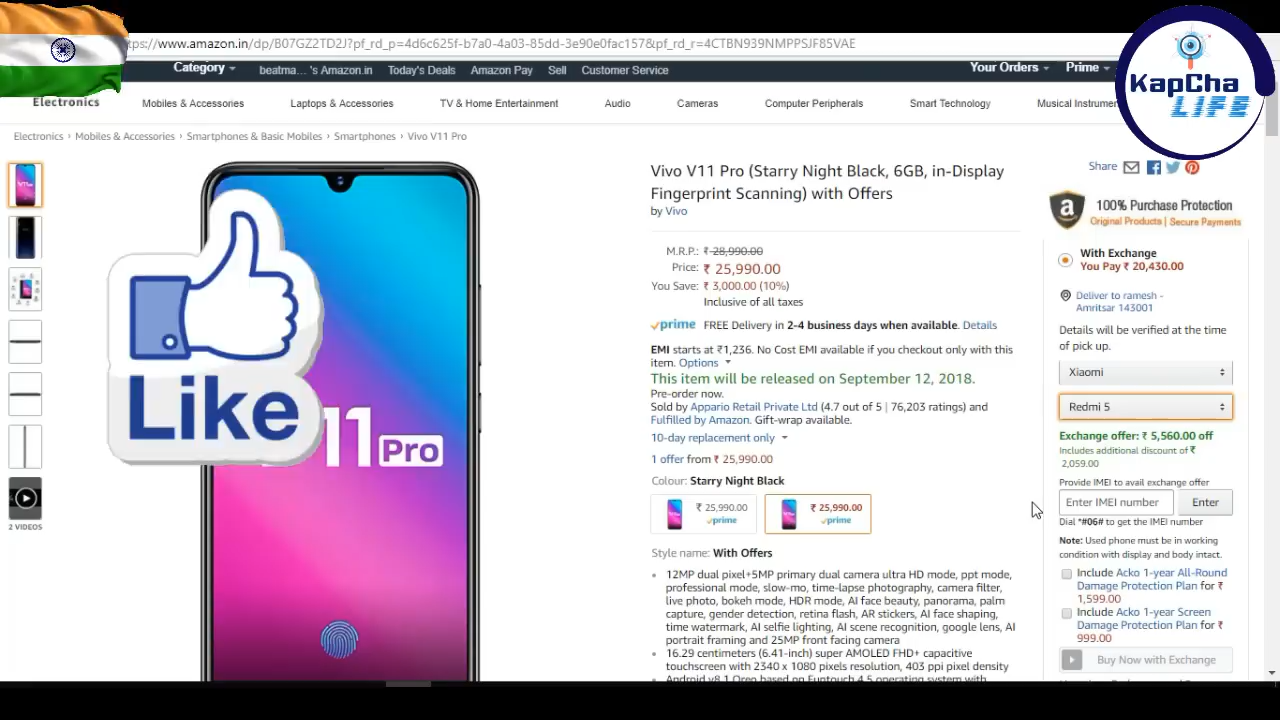 tps://www.amazon.in/dp/B07GZ2TD2J?pf_rd_p=4d6c625f-b7a0-4a03-85dd-3e90e0fac157&pf_rd_r=4CTBN939NMPPSJF85VAE
KapCha
LIFE
Category
beatma... 's Amazon.in
Today's Deals
Amazon Pay
Sell
Customer Service
Your Orders
Prime
Electronics
Mobiles & Accessories
Laptops & Accessories
TV & Home Entertainment
Audio
Cameras
Computer Peripherals
Smart Technology
Musical Instrumen
Electronics › Mobiles & Accessories › Smartphones & Basic Mobiles › Smartphones › Vivo V11 Pro
2 VIDEOS
Like
11 Pro
Vivo V11 Pro (Starry Night Black, 6GB, in-Display
Fingerprint Scanning) with Offers
by Vivo
M.R.P.: ₹ 28,990.00
Price: ₹ 25,990.00
You Save: ₹ 3,000.00 (10%)
Inclusive of all taxes
prime FREE Delivery in 2-4 business days when available. Details
EMI starts at ₹1,236. No Cost EMI available if you checkout only with this
item. Options
This item will be released on September 12, 2018.
Pre-order now.
Sold by Appario Retail Private Ltd (4.7 out of 5 | 76,203 ratings) and
Fulfilled by Amazon. Gift-wrap available.
10-day replacement only
1 offer from ₹ 25,990.00
Colour: Starry Night Black
₹ 25,990.00
prime
₹ 25,990.00
prime
Style name: With Offers
12MP dual pixel+5MP primary dual camera ultra HD mode, ppt mode,
professional mode, slow-mo, time-lapse photography, camera filter,
live photo, bokeh mode, HDR mode, AI face beauty, panorama, palm
capture, gender detection, retina flash, AR stickers, AI face shaping,
time watermark, AI selfie lighting, AI scene recognition, google lens, AI
portrait framing and 25MP front facing camera
16.29 centimeters (6.41-inch) super AMOLED FHD+ capacitive
touchscreen with 2340 x 1080 pixels resolution, 403 ppi pixel density
Android v8.1 Oreo based on Funtouch 4.5 operating system with
Share
a
100% Purchase Protection
Original Products | Secure Payments
With Exchange
You Pay ₹ 20,430.00
Deliver to ramesh -
Amritsar 143001
Details will be verified at the time
of pick up.
Xiaomi
Redmi 5
Exchange offer: ₹ 5,560.00 off
Includes additional discount of ₹
2,059.00
Provide IMEI to avail exchange offer
Enter IMEI number
Enter
Dial *#06# to get the IMEI number
Note: Used phone must be in working
condition with display and body intact.
Include Acko 1-year All-Round
Damage Protection Plan for ₹
1,599.00
Include Acko 1-year Screen
Damage Protection Plan for ₹
999.00
Buy Now with Exchange